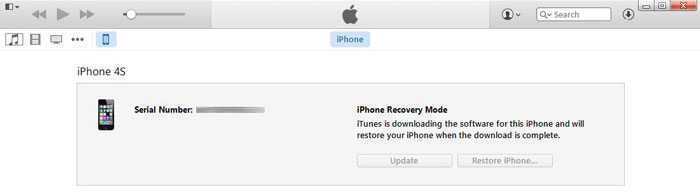 Search
iPhone
iPhone 4S
Serial Number:
iPhone Recovery Mode
iTunes is downloading the software for this iPhone and will
restore your iPhone when the download is complete.
Update
Restore iPhone...